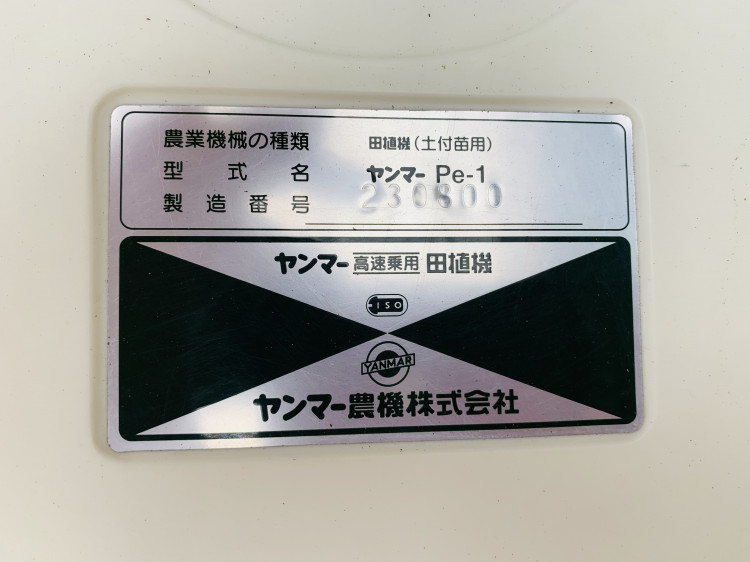 農業機械の種類 田植機(土付苗用)
型式名 ヤンマー Pe-1
製造番号 230800
ヤンマー高速乗用田植機
ISO
YANMAR
ヤンマー農機株式会社